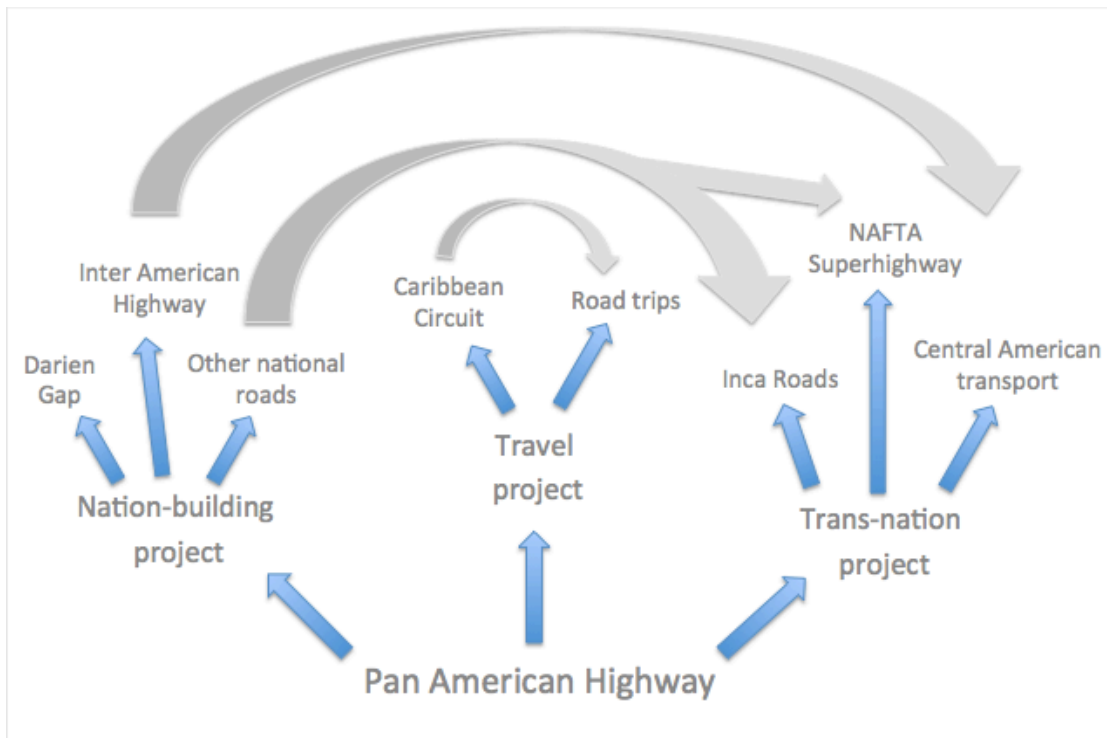 NAFTA
Superhighway
Inter American
Highway
Caribbean
Circuit
Road trips
Darien
Gap
Other national
roads
Inca Roads
Central American
transport
Travel
project
Nation-building
project
Trans-nation
project
Pan American Highway